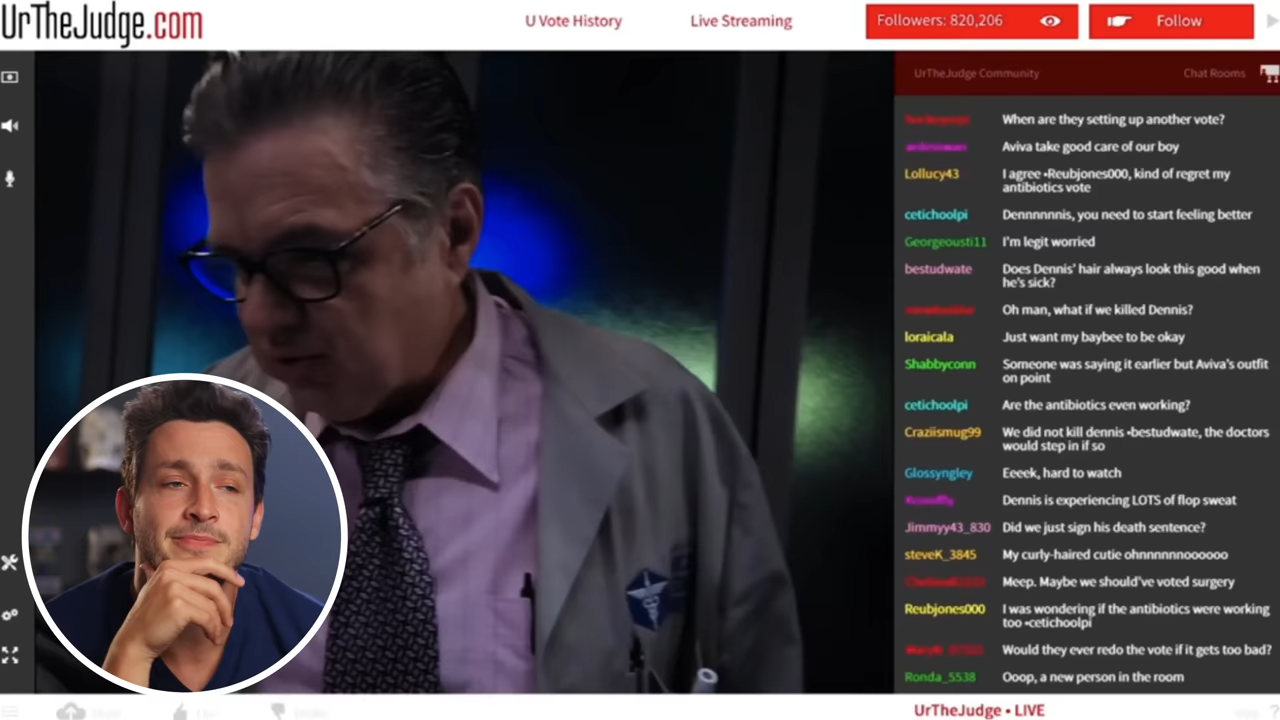 UrTheJudge.com
U Vote History
Live Streaming
Followers: 820,206
Follow
UrTheJudge Community
Chat Rooms
When are they setting up another vote?
Aviva take good care of our boy
Lollucy43
I agree •Reubjones000, kind of regret my
antibiotics vote
cetichoolpi
Dennnnnnis, you need to start feeling better
Georgeousti11
I'm legit worried
bestudwate
Does Dennis' hair always look this good when
he's sick?
Oh man, what if we killed Dennis?
loraicala
Just want my baybee to be okay
Shabbyconn
Someone was saying it earlier but Aviva's outfit
on point
cetichoolpi
Are the antibiotics even working?
Craziismug99
We did not kill dennis •bestudwate, the doctors
would step in if so
Glossyngley
Eeeek, hard to watch
Dennis is experiencing LOTS of flop sweat
Jimmyy43_830
Did we just sign his death sentence?
steveK_3845
My curly-haired cutie ohnnnnnnoooooo
Meep. Maybe we should've voted surgery
Reubjones000
I was wondering if the antibiotics were working
too •cetichoolpi
Would they ever redo the vote if it gets too bad?
Ronda_5538
Ooop, a new person in the room
UrTheJudge • LIVE